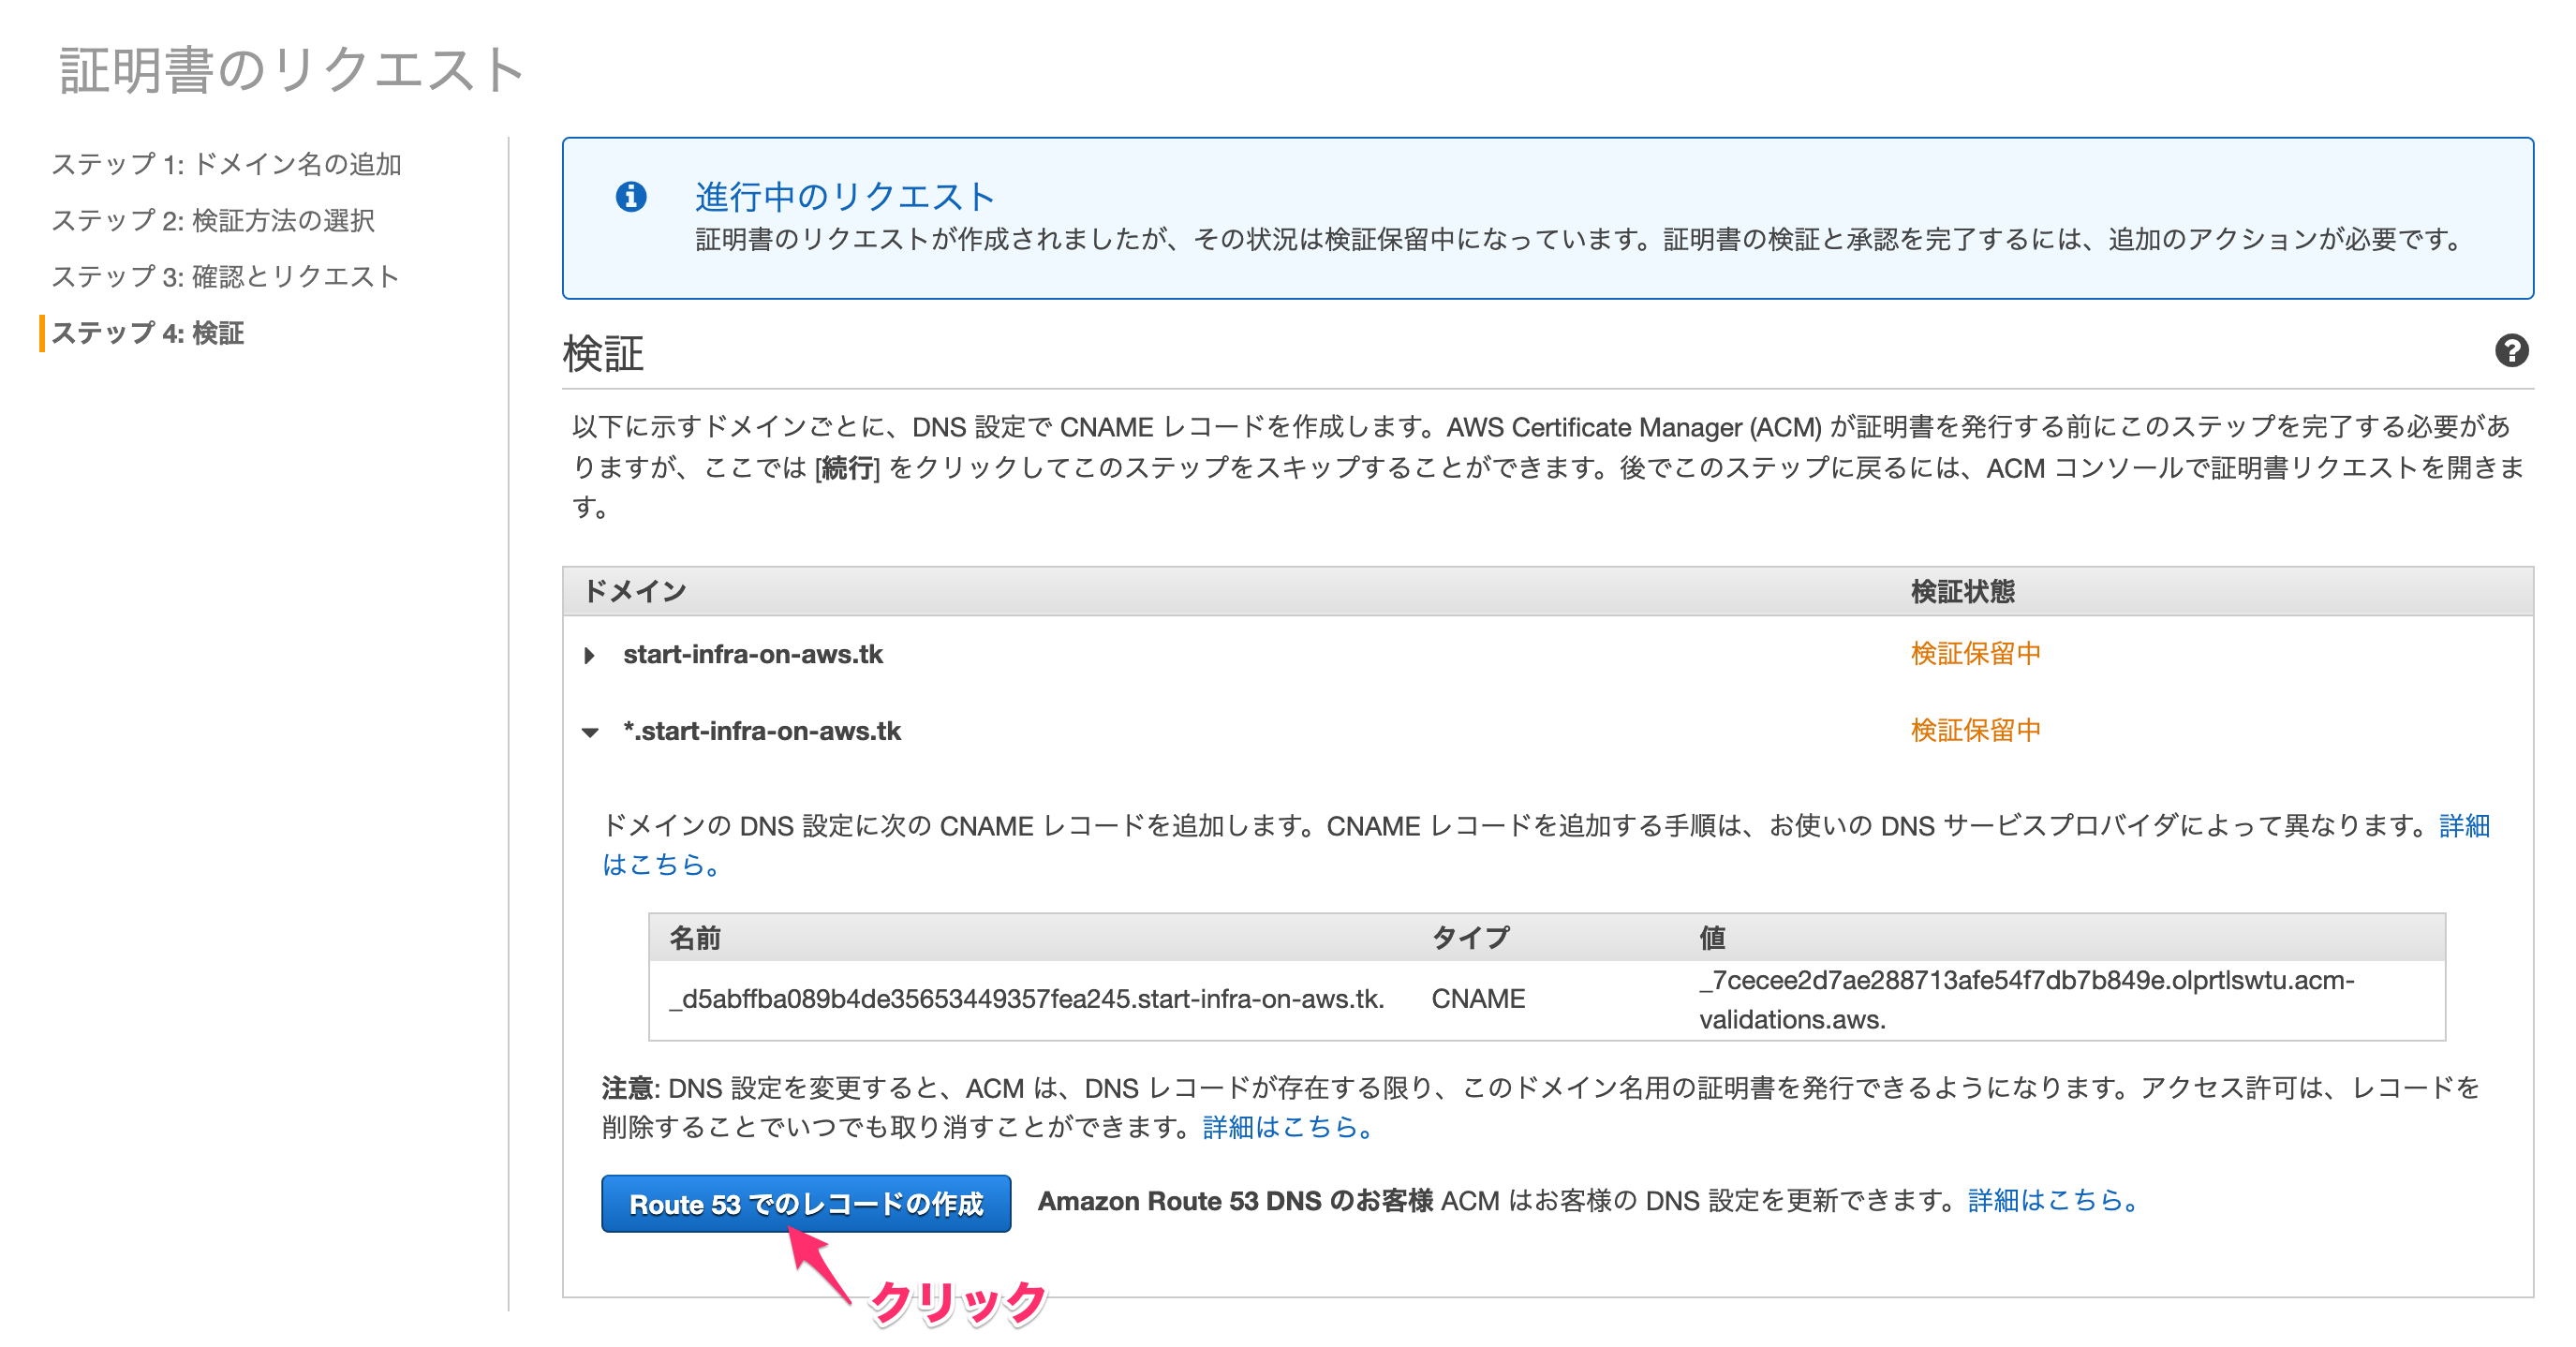 証明書のリクエスト
ステップ 1: ドメイン名の追加
ステップ 2: 検証方法の選択
ステップ 3: 確認とリクエスト
ステップ 4: 検証
進行中のリクエスト
証明書のリクエストが作成されましたが、その状況は検証保留中になっています。証明書の検証と承認を完了するには、追加のアクションが必要です。
検証
以下に示すドメインごとに、DNS 設定で CNAME レコードを作成します。AWS Certificate Manager (ACM) が証明書を発行する前にこのステップを完了する必要があ
りますが、ここでは [続行] をクリックしてこのステップをスキップすることができます。後でこのステップに戻るには、ACM コンソールで証明書リクエストを開きま
す。
ドメイン 検証状態
start-infra-on-aws.tk 検証保留中
*.start-infra-on-aws.tk 検証保留中
ドメインの DNS 設定に次の CNAME レコードを追加します。CNAME レコードを追加する手順は、お使いの DNS サービスプロバイダによって異なります。詳細
はこちら。
名前 タイプ 値
_d5abffba089b4de35653449357fea245.start-infra-on-aws.tk. CNAME _7cecee2d7ae288713afe54f7db7b849e.olprtlswtu.acm-
validations.aws.
注意: DNS 設定を変更すると、ACM は、DNS レコードが存在する限り、このドメイン名用の証明書を発行できるようになります。アクセス許可は、レコードを
削除することでいつでも取り消すことができます。詳細はこちら。
Route 53 でのレコードの作成 Amazon Route 53 DNS のお客様 ACM はお客様の DNS 設定を更新できます。詳細はこちら。
クリック